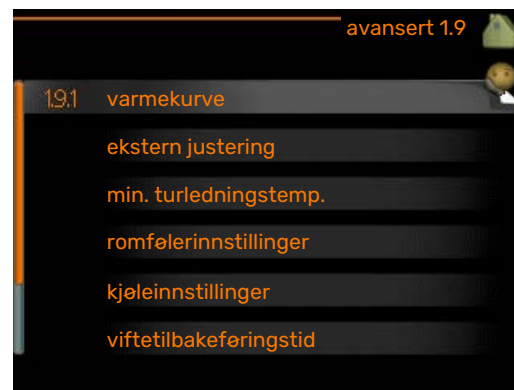 avansert 1.9
1.9.1 varmekurve
ekstern justering
min. turledningstemp.
romfølerinnstillinger
kjøleinnstillinger
viftetilbakeføringstid